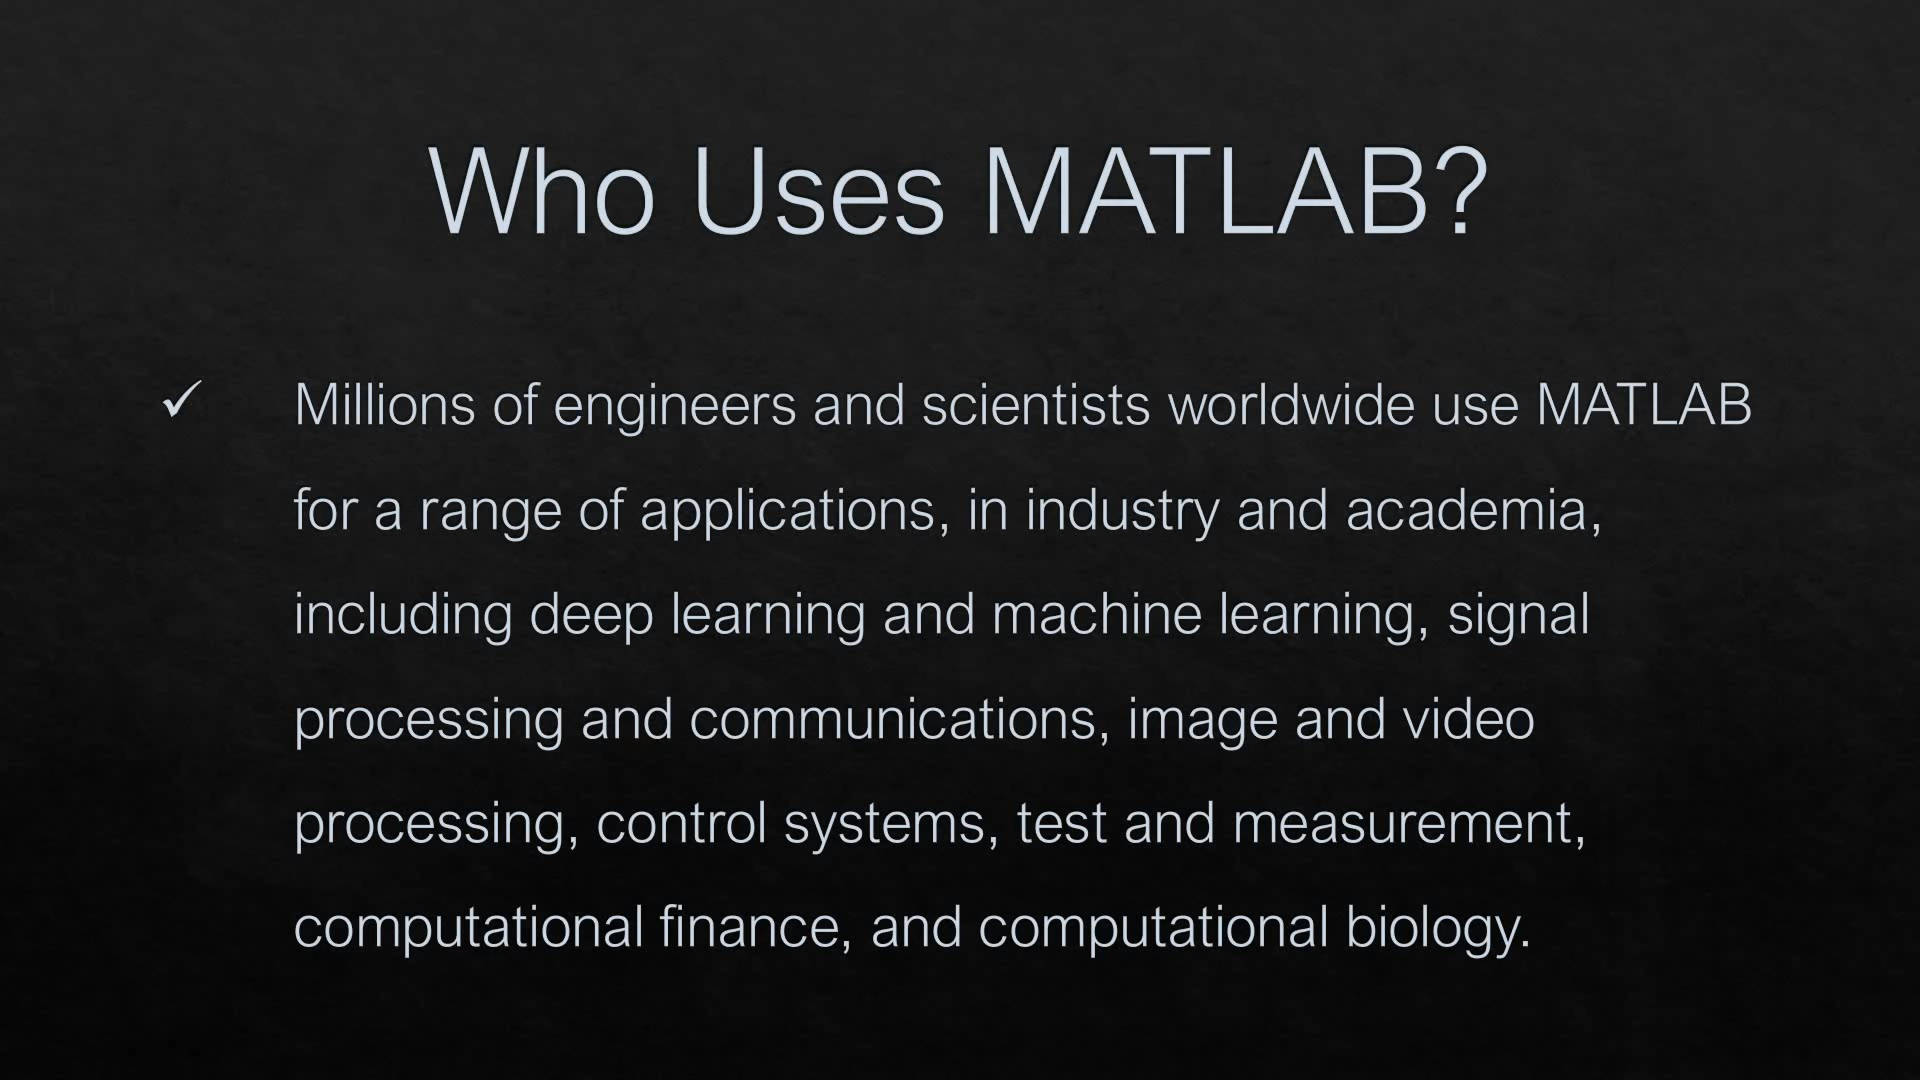 Who Uses MATLAB?
✓ Millions of engineers and scientists worldwide use MATLAB
for a range of applications, in industry and academia,
including deep learning and machine learning, signal
processing and communications, image and video
processing, control systems, test and measurement,
computational finance, and computational biology.